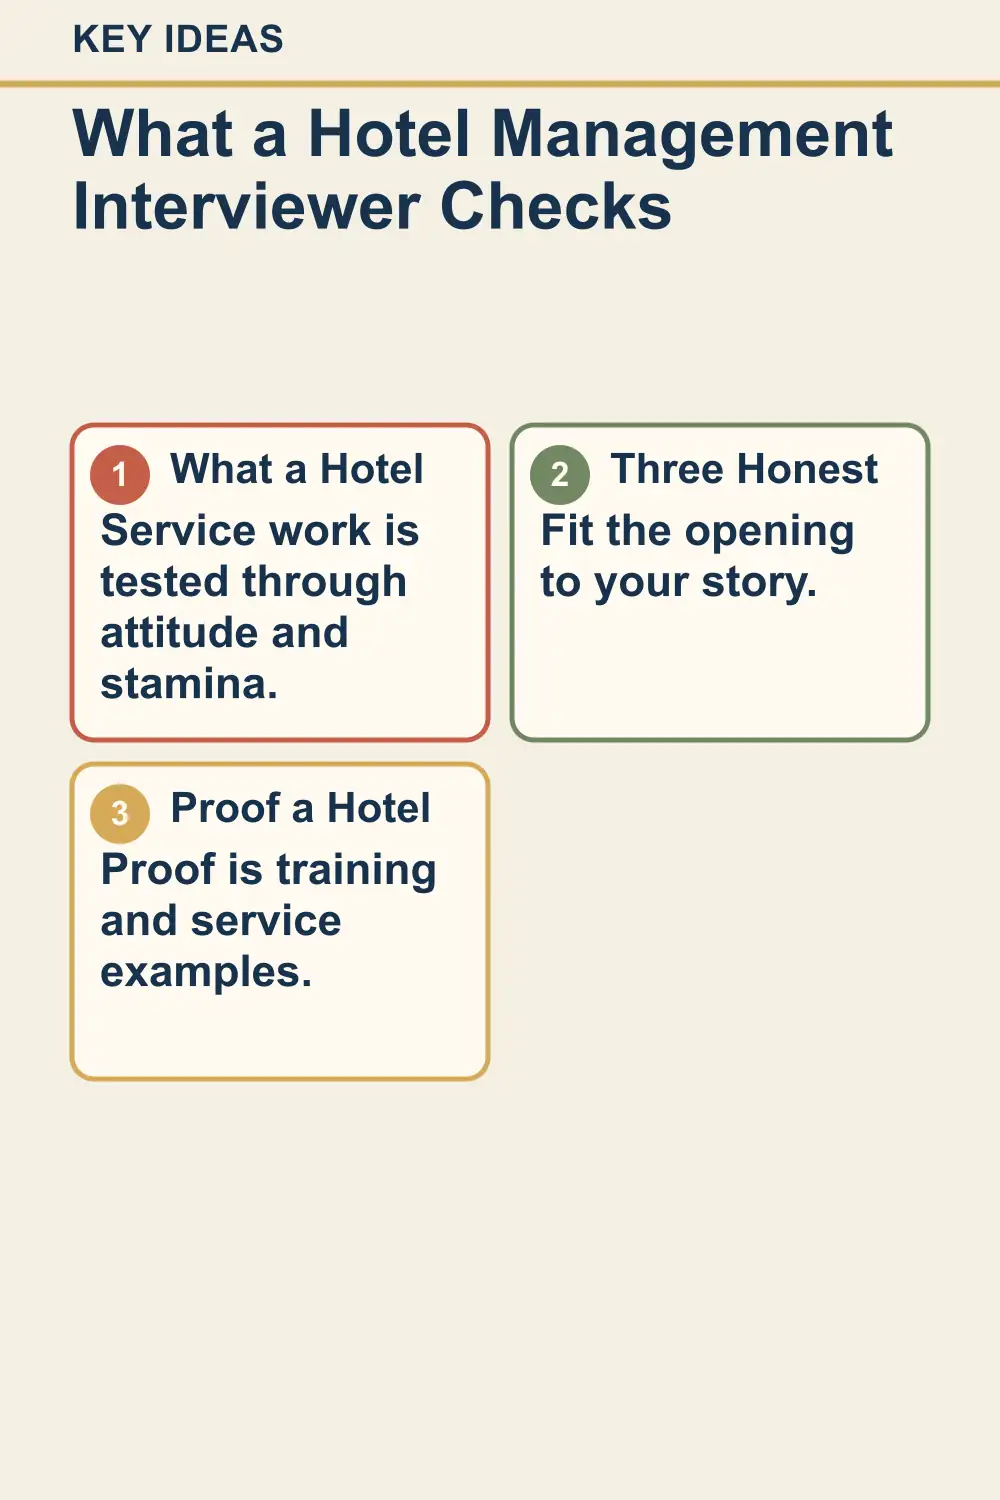 KEY IDEAS
What a Hotel Management
Interviewer Checks
1 What a Hotel
Service work is
tested through
attitude and
stamina.
2 Three Honest
Fit the opening
to your story.
3 Proof a Hotel
Proof is training
and service
examples.